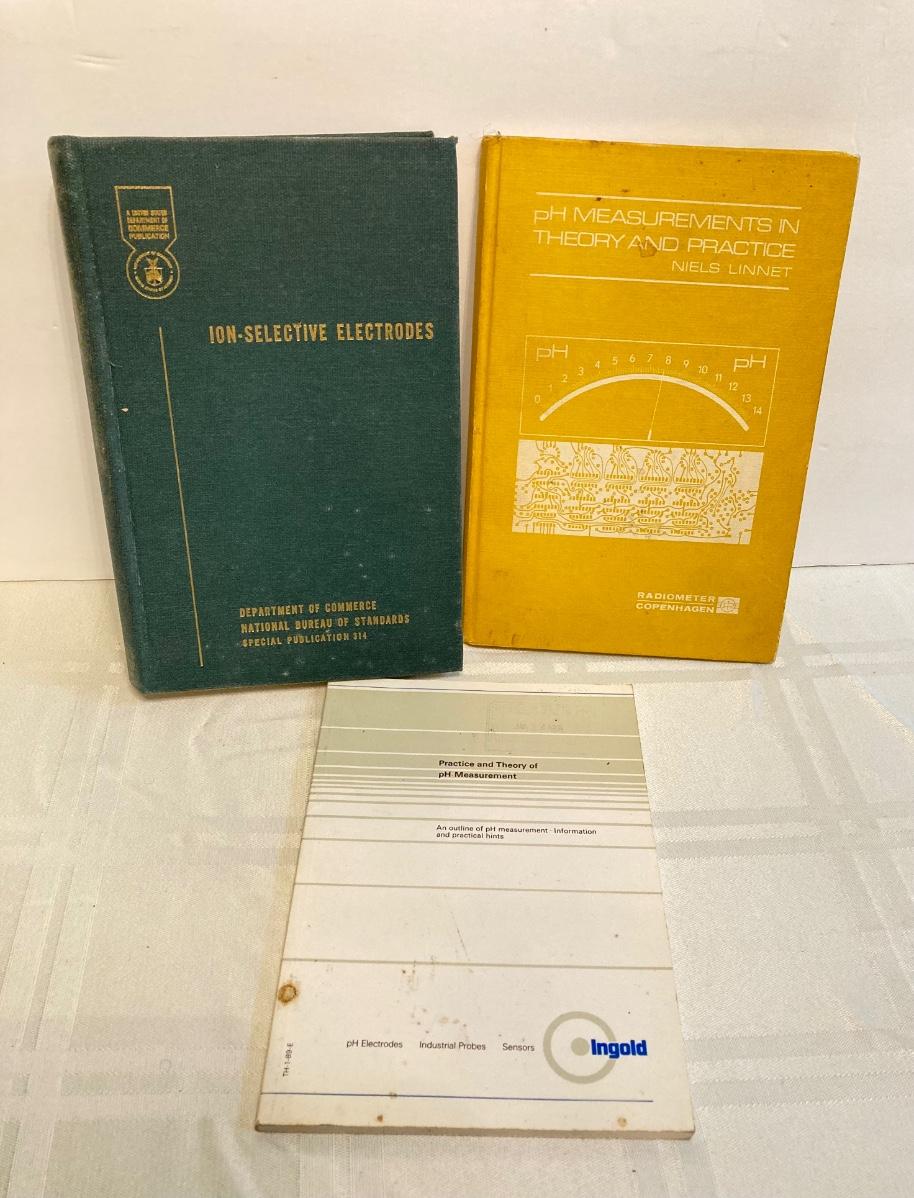 A UNITED STATES
DEPARTMENT OF
COMMERCE
PUBLICATION
ION-SELECTIVE ELECTRODES
DEPARTMENT OF COMMERCE
NATIONAL BUREAU OF STANDARDS
SPECIAL PUBLICATION 314
pH MEASUREMENTS IN
THEORY AND PRACTICE
NIELS LINNET
pH pH
0 1 2 3 4 5 6 7 8 9 10 11 12 13 14
RADIOMETER
COPENHAGEN
Practice and Theory of
pH Measurement
An outline of pH measurement · Information
and practical hints
pH Electrodes Industrial Probes Sensors
Ingold
TH-1-89-E